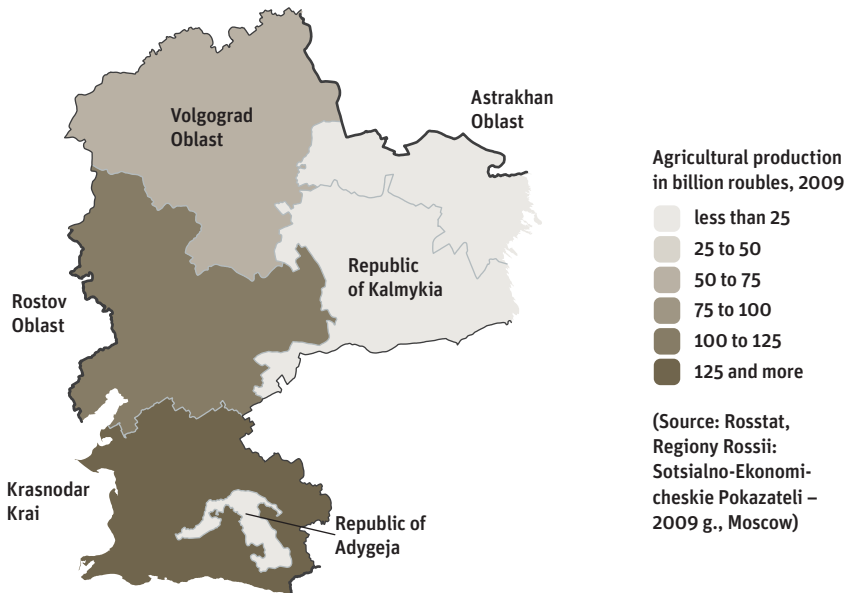 Volgograd
Oblast
Astrakhan
Oblast
Republic
of Kalmykia
Rostov
Oblast
Krasnodar
Krai
Republic of
Adygeja
Agricultural production
in billion roubles, 2009
less than 25
25 to 50
50 to 75
75 to 100
100 to 125
125 and more
(Source: Rosstat,
Regiony Rossii:
Sotsialno-Ekonomi-
cheskie Pokazateli –
2009 g., Moscow)